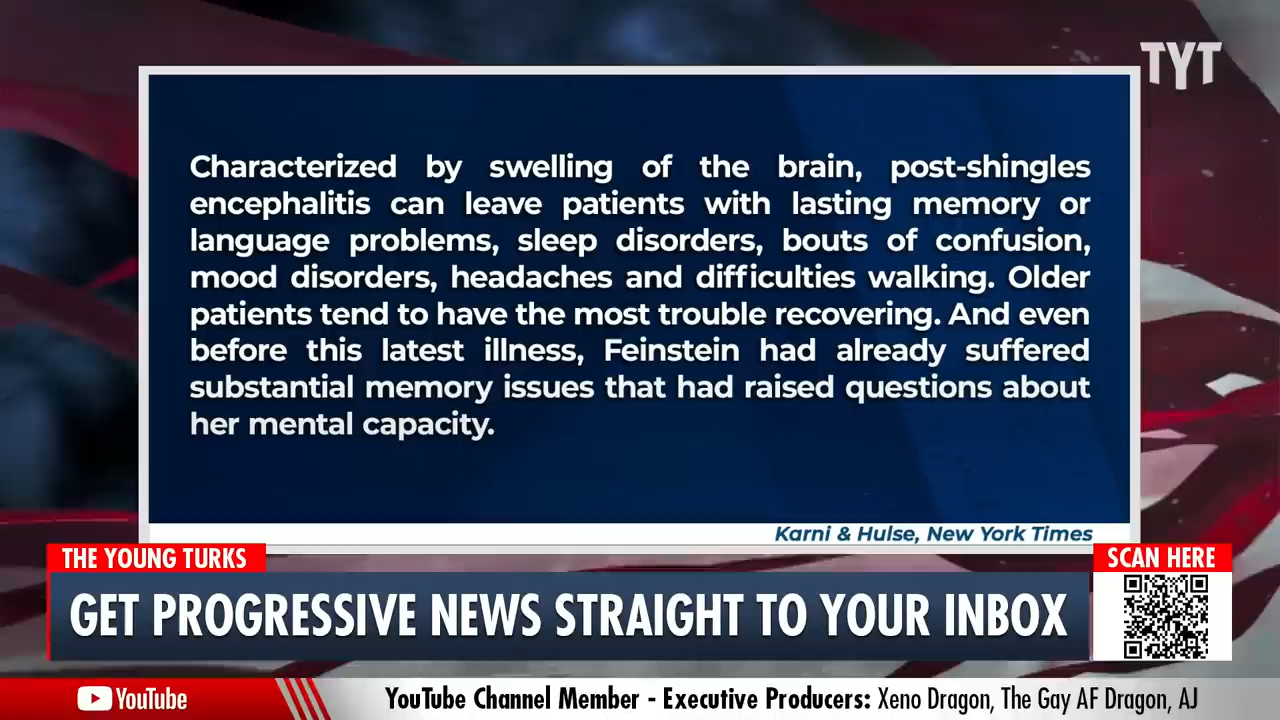 TYT
Characterized by swelling of the brain, post-shingles
encephalitis can leave patients with lasting memory or
language problems, sleep disorders, bouts of confusion,
mood disorders, headaches and difficulties walking. Older
patients tend to have the most trouble recovering. And even
before this latest illness, Feinstein had already suffered
substantial memory issues that had raised questions about
her mental capacity.
Karni & Hulse, New York Times
THE YOUNG TURKS
SCAN HERE
GET PROGRESSIVE NEWS STRAIGHT TO YOUR INBOX
YouTube
YouTube Channel Member - Executive Producers: Xeno Dragon, The Gay AF Dragon, AJ